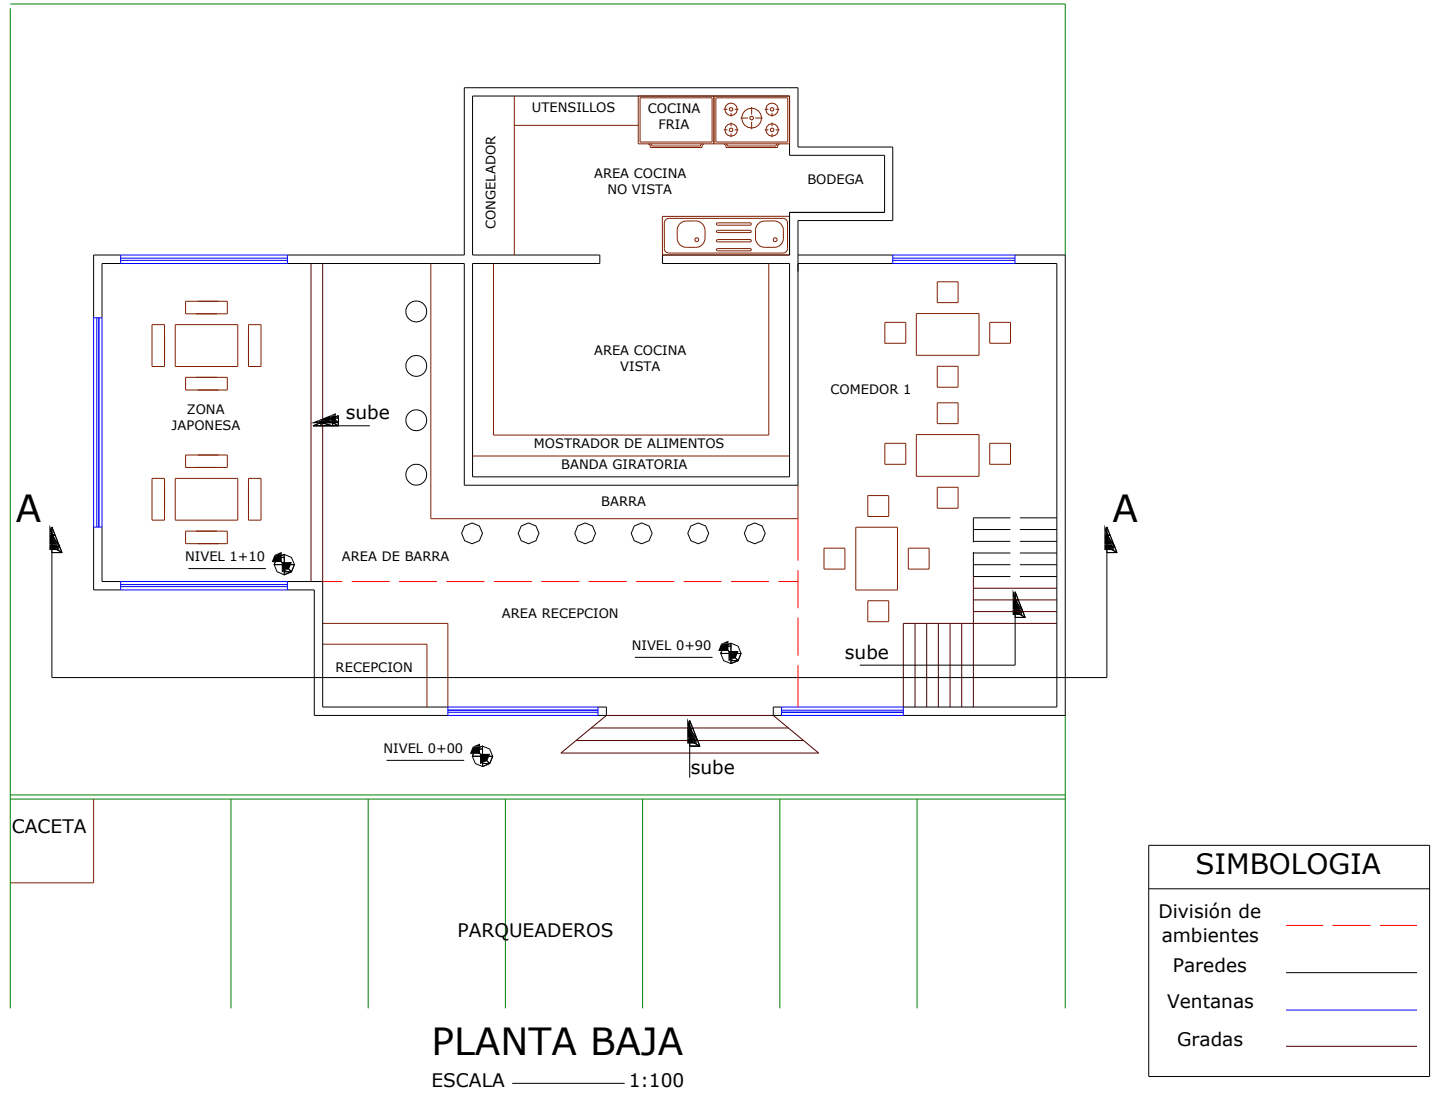 UTENSILLOS
COCINA
FRIA
CONGELADOR
AREA COCINA
NO VISTA
BODEGA
AREA COCINA
VISTA
COMEDOR 1
ZONA
JAPONESA
sube
MOSTRADOR DE ALIMENTOS
BANDA GIRATORIA
BARRA
A
A
NIVEL 1+10
AREA DE BARRA
AREA RECEPCION
NIVEL 0+90
sube
RECEPCION
NIVEL 0+00
sube
CACETA
PARQUEADEROS
SIMBOLOGIA
División de
ambientes
Paredes
Ventanas
Gradas
PLANTA BAJA
ESCALA 1:100